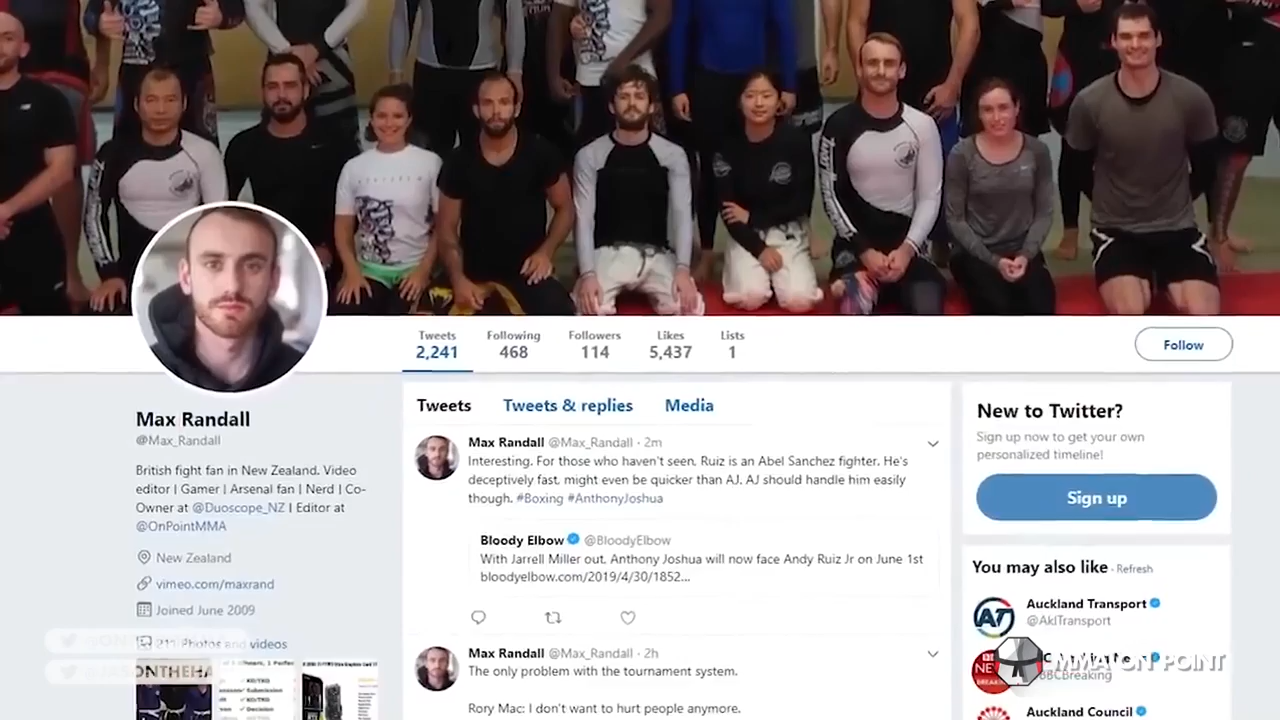 Tweets
2,241
Following
468
Followers
114
Likes
5,437
Lists
1
Follow
Max Randall
@Max_Randall
British fight fan in New Zealand. Video
editor | Gamer | Arsenal fan | Nerd | Co-
Owner at @Duoscope_NZ | Editor at
@OnPointMMA
New Zealand
vimeo.com/maxrand
Joined June 2009
211 Photos and videos
Tweets
Tweets & replies
Media
Max Randall @Max_Randall · 2m
Interesting. For those who haven't seen, Ruiz is an Abel Sanchez fighter. He's
deceptively fast, might even be quicker than AJ. AJ should handle him easily
though. #Boxing #AnthonyJoshua
Bloody Elbow @BloodyElbow
With Jarrell Miller out, Anthony Joshua will now face Andy Ruiz Jr on June 1st
bloodyelbow.com/2019/4/30/1852...
Max Randall @Max_Randall · 2h
The only problem with the tournament system.
Rory Mac: I don't want to hurt people anymore.
New to Twitter?
Sign up now to get your own
personalized timeline!
Sign up
You may also like · Refresh
Auckland Transport
@AklTransport
BBCBreaking
Auckland Council
MMA ON POINT